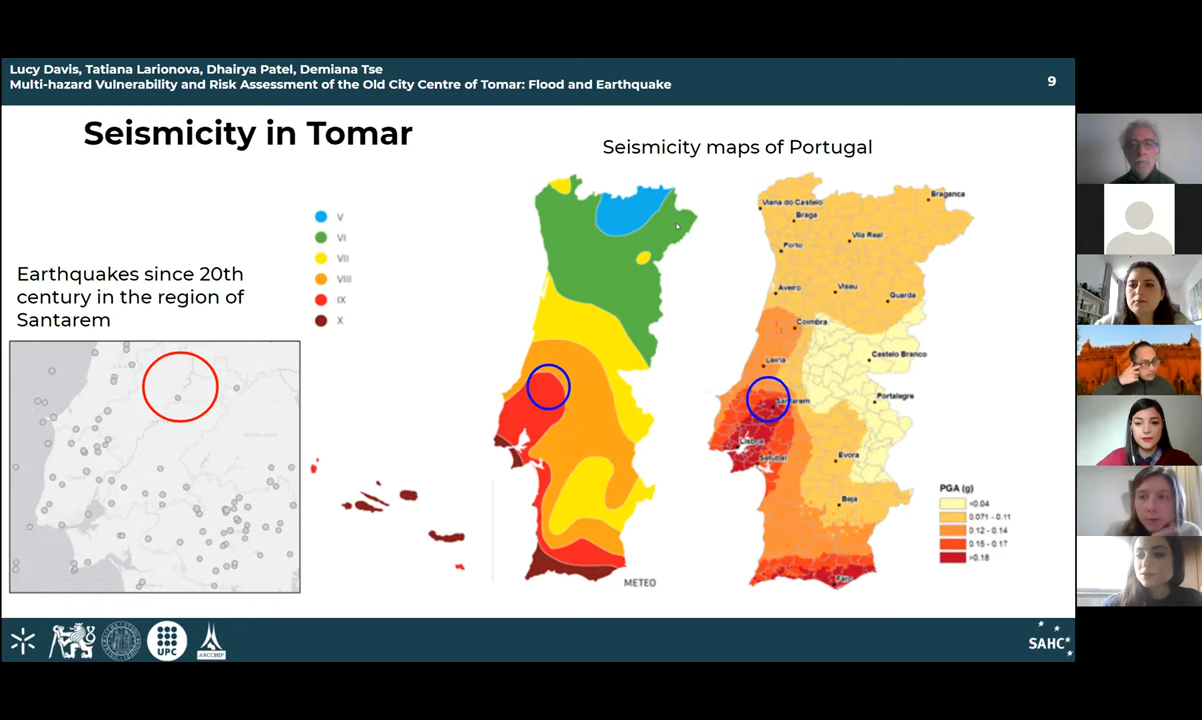 Lucy Davis, Tatiana Larionova, Dhairya Patel, Demiana Tse
Multi-hazard Vulnerability and Risk Assessment of the Old City Centre of Tomar: Flood and Earthquake
9
Seismicity in Tomar
Seismicity maps of Portugal
V
VI
VII
VIII
IX
X
Earthquakes since 20th
century in the region of
Santarem
METEO
Viana do Castelo
Braganca
Braga
Vila Real
Porto
Aveiro
Viseu
Guarda
Coimbra
Castelo Branco
Leiria
Portalegre
Santarem
Lisboa
Evora
Setubal
Beja
Faro
PGA (g)
<0.04
0.071 - 0.11
0.12 - 0.14
0.15 - 0.17
>0.18
UPC
ARCCHIP
SAHC